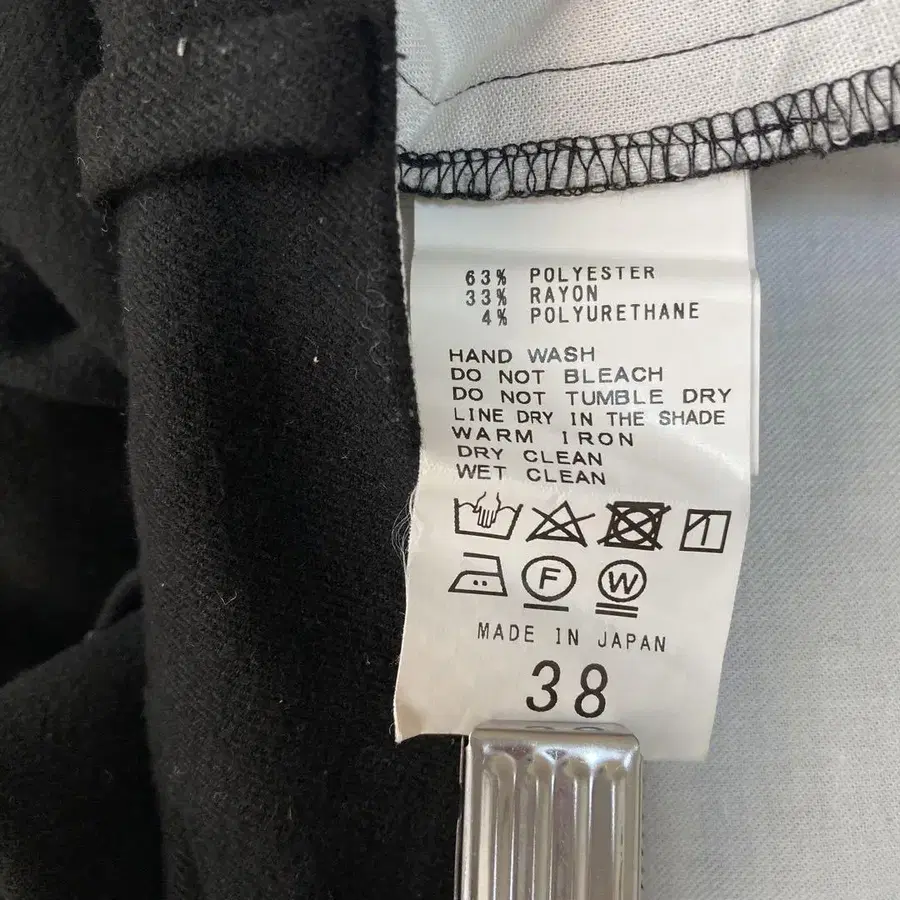 63% POLYESTER
33% RAYON
4% POLYURETHANE
HAND WASH
DO NOT BLEACH
DO NOT TUMBLE DRY
LINE DRY IN THE SHADE
WARM IRON
DRY CLEAN
WET CLEAN
F W
MADE IN JAPAN
38